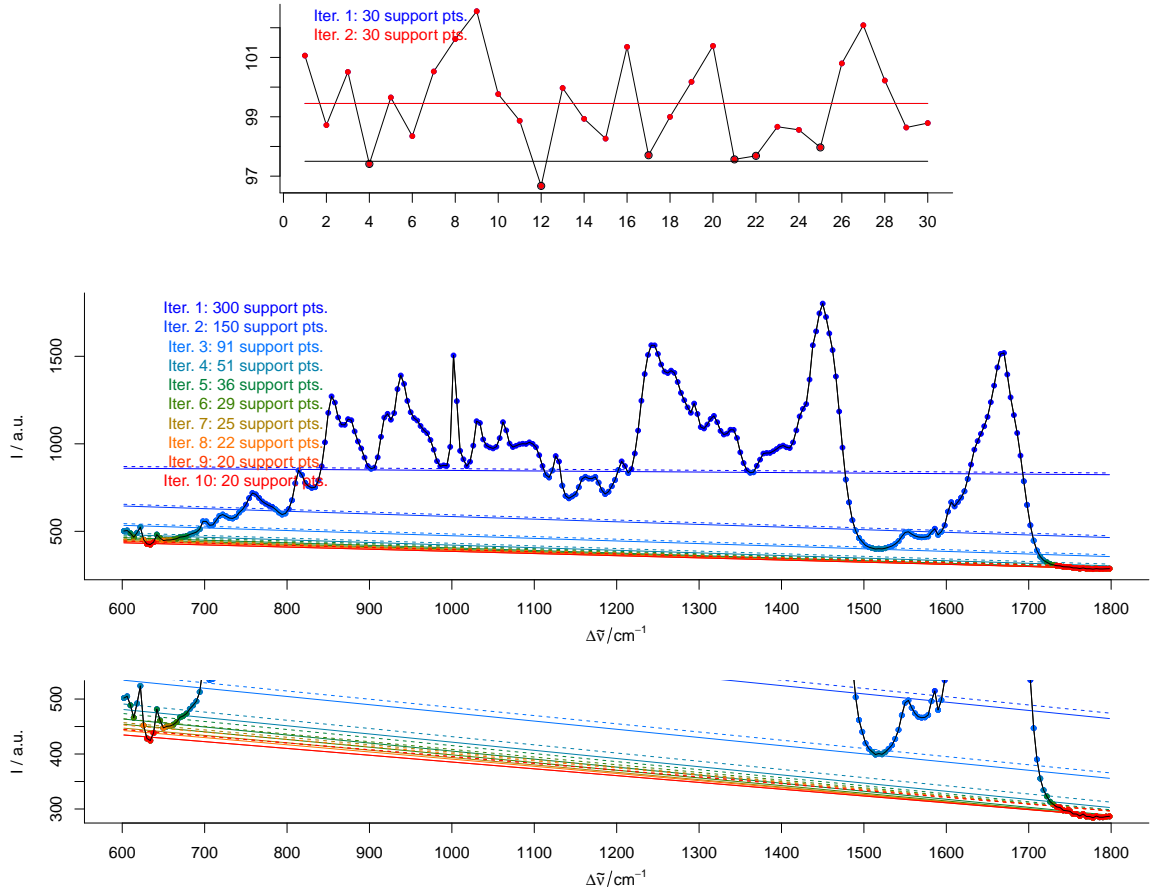 Iter. 1: 30 support pts.
Iter. 2: 30 support pts.
97 99 101
0 2 4 6 8 10 12 14 16 18 20 22 24 26 28 30
Iter. 1: 300 support pts.
Iter. 2: 150 support pts.
Iter. 3: 91 support pts.
Iter. 4: 51 support pts.
Iter. 5: 36 support pts.
Iter. 6: 29 support pts.
Iter. 7: 25 support pts.
Iter. 8: 22 support pts.
Iter. 9: 20 support pts.
Iter. 10: 20 support pts.
I / a.u.
500 1000 1500
600 700 800 900 1000 1100 1200 1300 1400 1500 1600 1700 1800
Δν̃/cm⁻¹
I / a.u.
300 400 500
600 700 800 900 1000 1100 1200 1300 1400 1500 1600 1700 1800
Δν̃/cm⁻¹